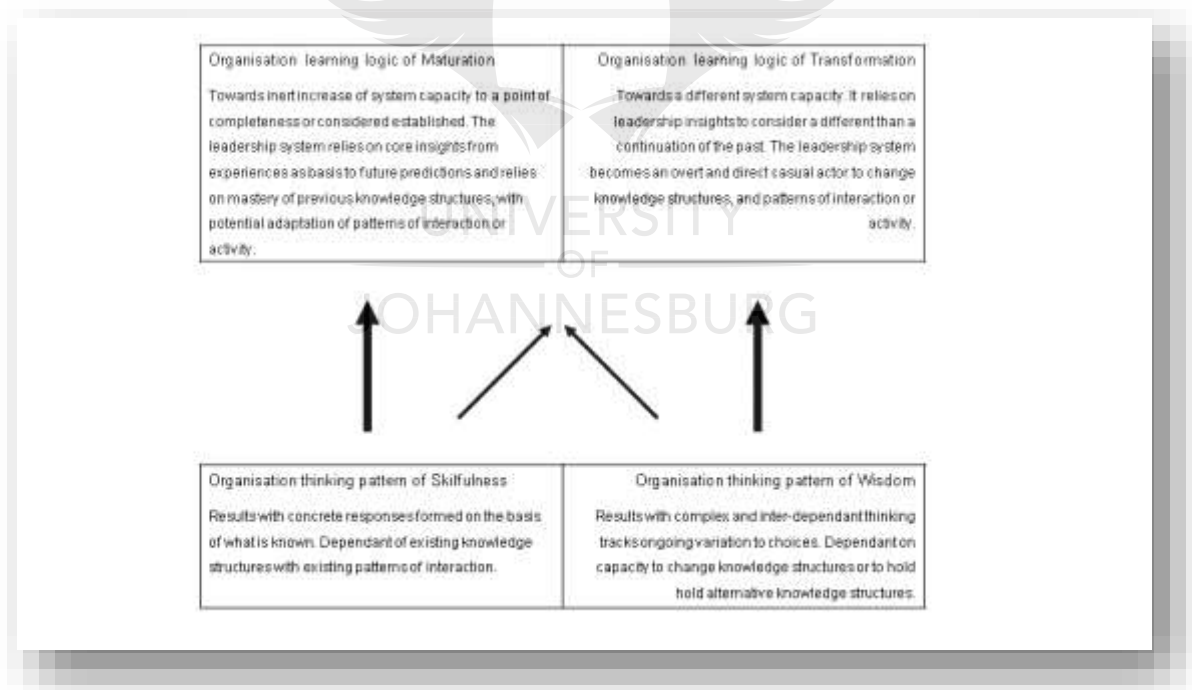 Organisation learning logic of Maturation
Towards inert increase of system capacity to a point of
completeness or considered established. The
leadership system relies on core insights from
experiences as basis to future predictions and relies
on mastery of previous knowledge structures, with
potential adaptation of patterns of interaction or
activity.
Organisation learning logic of Transformation
Towards a different system capacity. It relies on
leadership insights to consider a different than a
continuation of the past. The leadership system
becomes an overt and direct casual actor to change
knowledge structures, and patterns of interaction or
activity.
UNIVERSITY
OF
JOHANNESBURG
Organisation thinking pattern of Skilfulness
Results with concrete responses formed on the basis
of what is known. Dependant of existing knowledge
structures with existing patterns of interaction.
Organisation thinking pattern of Wisdom
Results with complex and inter-dependant thinking
tracks ongoing variation to choices. Dependant on
capacity to change knowledge structures or to hold
hold alternative knowledge structures.